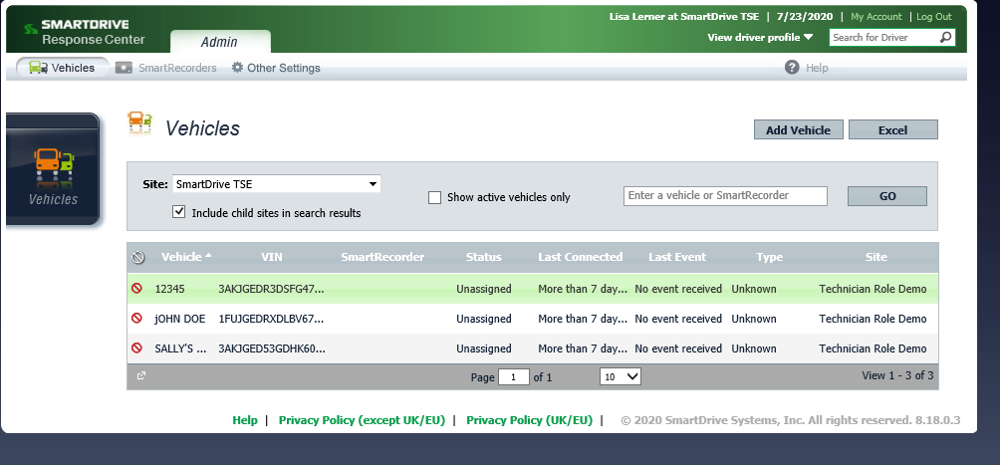 SMARTDRIVE
Response Center
Admin
Lisa Lerner at SmartDrive TSE | 7/23/2020 | My Account | Log Out
View driver profile
Search for Driver
Vehicles
SmartRecorders
Other Settings
Help
Vehicles
Vehicles
Add Vehicle
Excel
Site: SmartDrive TSE
Include child sites in search results
Show active vehicles only
Enter a vehicle or SmartRecorder
GO
Vehicle VIN SmartRecorder Status Last Connected Last Event Type Site
12345 3AKJGEDR3DSFG47... Unassigned More than 7 day... No event received Unknown Technician Role Demo
jOHN DOE 1FUJGEDRXDLBV67... Unassigned More than 7 day... No event received Unknown Technician Role Demo
SALLY'S ... 3AKJGED53GDHK60... Unassigned More than 7 day... No event received Unknown Technician Role Demo
Page 1 of 1 10 View 1 - 3 of 3
Help | Privacy Policy (except UK/EU) | Privacy Policy (UK/EU) | © 2020 SmartDrive Systems, Inc. All rights reserved. 8.18.0.3